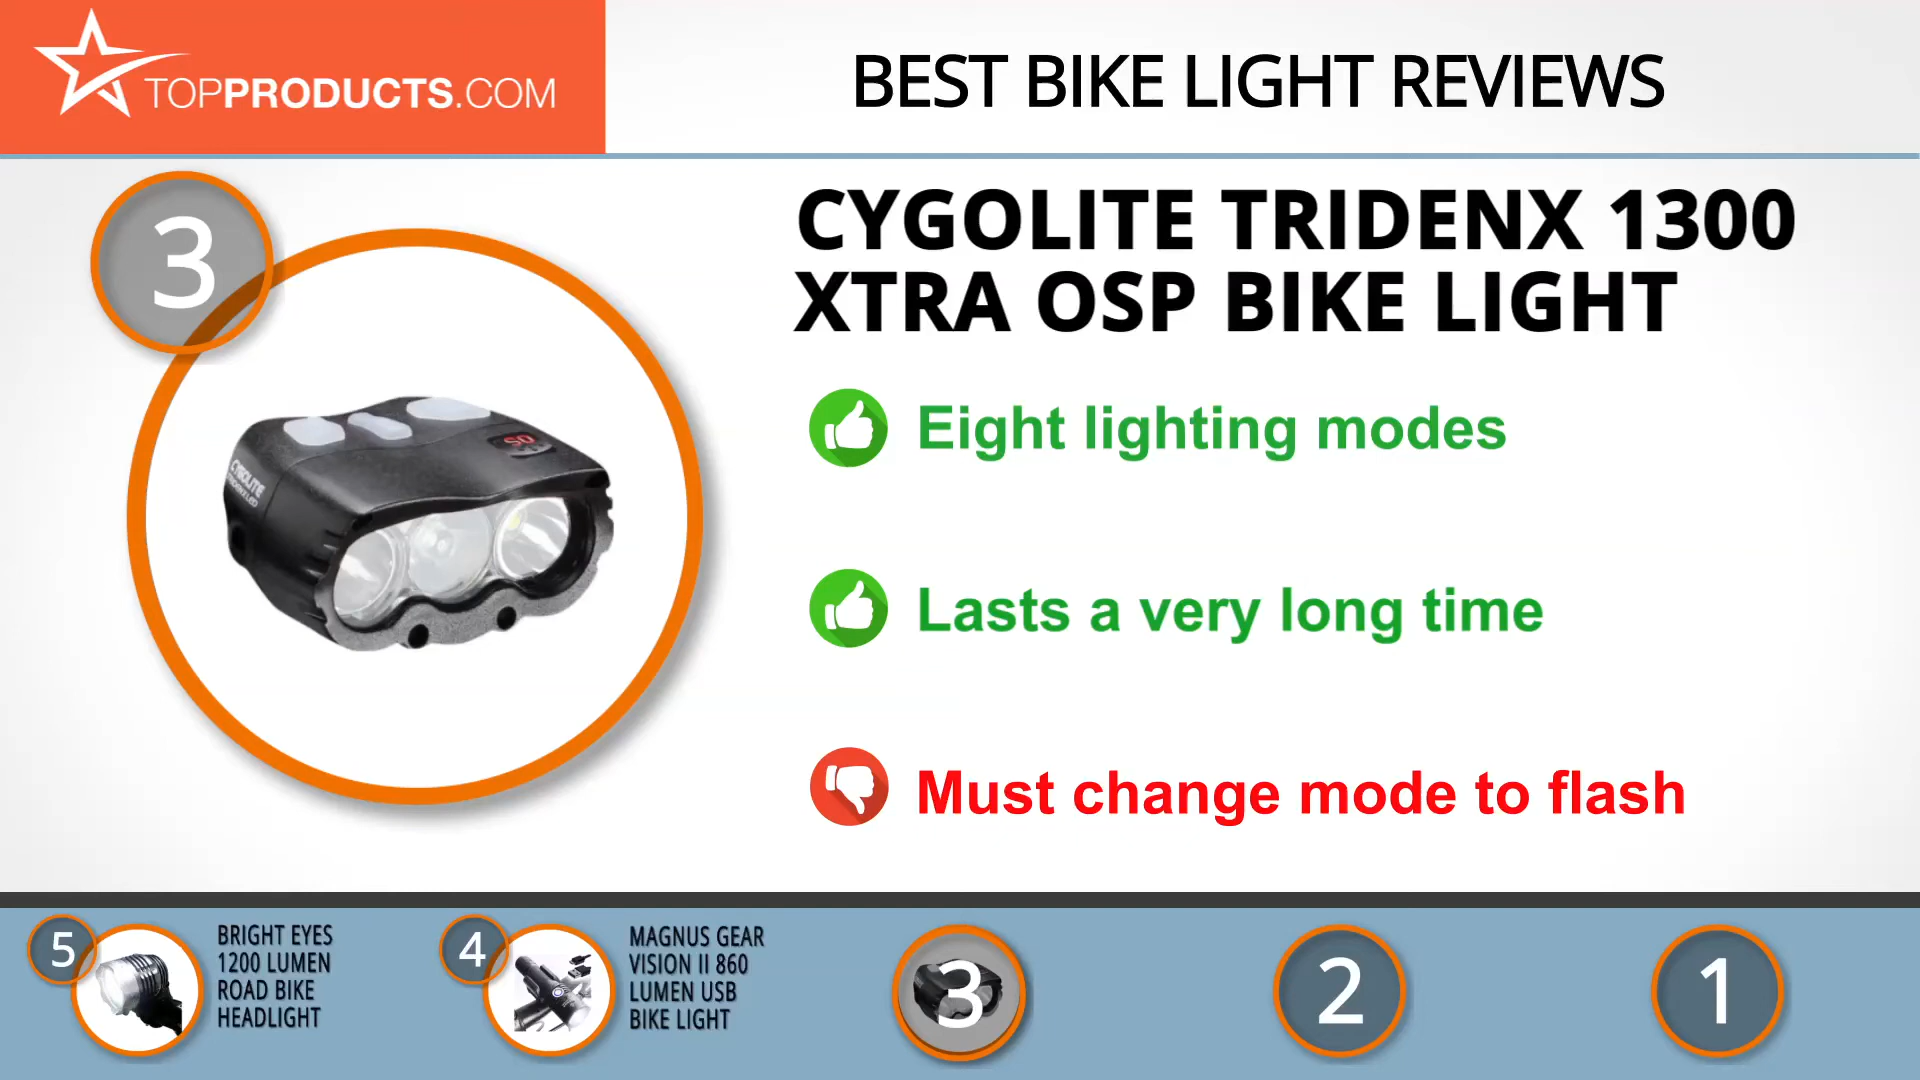 TOPPRODUCTS.COM
BEST BIKE LIGHT REVIEWS
3
CYGOLITE TRIDENX 1300
XTRA OSP BIKE LIGHT
CYGOLITE
Eight lighting modes
Lasts a very long time
Must change mode to flash
5
BRIGHT EYES
1200 LUMEN
ROAD BIKE
HEADLIGHT
4
MAGNUS GEAR
VISION II 860
LUMEN USB
BIKE LIGHT
3
2
1